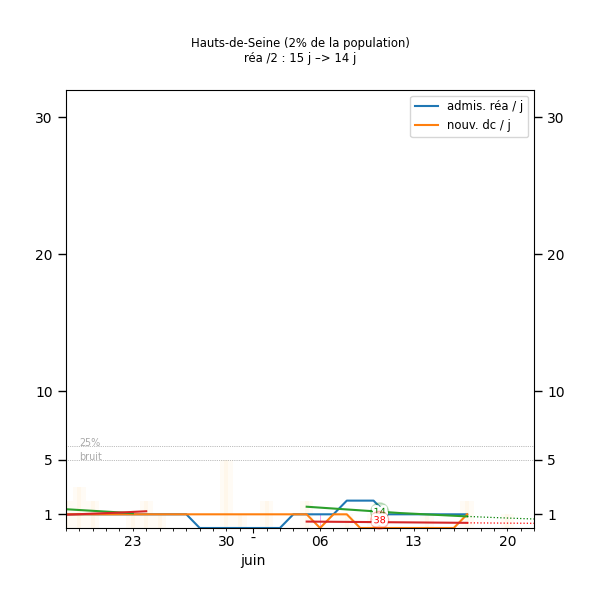 Hauts-de-Seine (2% de la population)
réa /2 : 15 j –> 14 j
admis. réa / j
nouv. dc / j
30 30
20 20
10 10
25%
bruit
5 5
14
38
1 1
23 30 - 06 13 20
juin